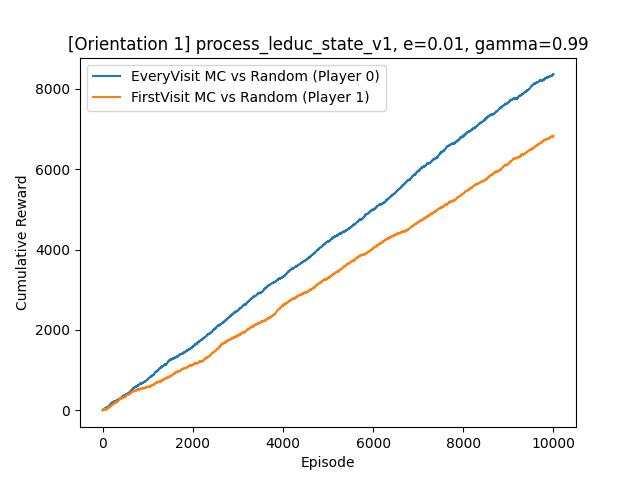 [Orientation 1] process_leduc_state_v1, e=0.01, gamma=0.99
EveryVisit MC vs Random (Player 0)
FirstVisit MC vs Random (Player 1)
8000
6000
4000
2000
0
Cumulative Reward
0 2000 4000 6000 8000 10000
Episode